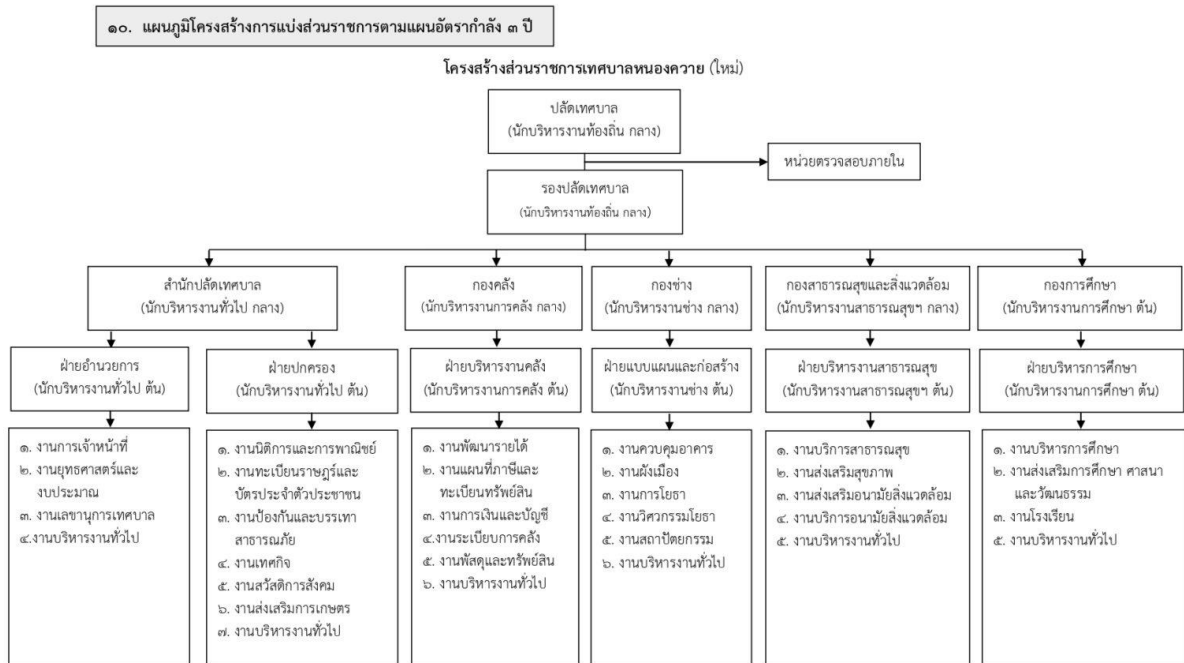 ๑๐. แผนภูมิโครงสร้างการแบ่งส่วนราชการตามแผนอัตรากำลัง ๓ ปี
โครงสร้างส่วนราชการเทศบาลหนองควาย (ใหม่)
ปลัดเทศบาล
(นักบริหารงานท้องถิ่น กลาง)
หน่วยตรวจสอบภายใน
รองปลัดเทศบาล
(นักบริหารงานท้องถิ่น กลาง)
สำนักปลัดเทศบาล
(นักบริหารงานทั่วไป กลาง)
กองคลัง
(นักบริหารงานการคลัง กลาง)
กองช่าง
(นักบริหารงานช่าง กลาง)
กองสาธารณสุขและสิ่งแวดล้อม
(นักบริหารงานสาธารณสุขฯ กลาง)
กองการศึกษา
(นักบริหารงานการศึกษา ต้น)
ฝ่ายอำนวยการ
(นักบริหารงานทั่วไป ต้น)
ฝ่ายปกครอง
(นักบริหารงานทั่วไป ต้น)
ฝ่ายบริหารงานคลัง
(นักบริหารงานการคลัง ต้น)
ฝ่ายแบบแผนและก่อสร้าง
(นักบริหารงานช่าง ต้น)
ฝ่ายบริหารงานสาธารณสุข
(นักบริหารงานสาธารณสุขฯ ต้น)
ฝ่ายบริหารการศึกษา
(นักบริหารงานการศึกษา ต้น)
๑. งานการเจ้าหน้าที่
๒. งานยุทธศาสตร์และ
งบประมาณ
๓. งานเลขานุการเทศบาล
๔.งานบริหารงานทั่วไป
๑. งานนิติการและการพาณิชย์
๒. งานทะเบียนราษฎร์และ
บัตรประจำตัวประชาชน
๓. งานป้องกันและบรรเทา
สาธารณภัย
๔. งานเทศกิจ
๕. งานสวัสดิการสังคม
๖. งานส่งเสริมการเกษตร
๗. งานบริหารงานทั่วไป
๑. งานพัฒนารายได้
๒. งานแผนที่ภาษีและ
ทะเบียนทรัพย์สิน
๓. งานการเงินและบัญชี
๔.งานระเบียบการคลัง
๕. งานพัสดุและทรัพย์สิน
๖. งานบริหารงานทั่วไป
๑. งานควบคุมอาคาร
๒. งานผังเมือง
๓. งานการโยธา
๔. งานวิศวกรรมโยธา
๕. งานสถาปัตยกรรม
๖. งานบริหารงานทั่วไป
๑. งานบริการสาธารณสุข
๒. งานส่งเสริมสุขภาพ
๓. งานส่งเสริมอนามัยสิ่งแวดล้อม
๔. งานบริการอนามัยสิ่งแวดล้อม
๕. งานบริหารงานทั่วไป
๑. งานบริหารการศึกษา
๒. งานส่งเสริมการศึกษา ศาสนา
และวัฒนธรรม
๓. งานโรงเรียน
๕. งานบริหารงานทั่วไป